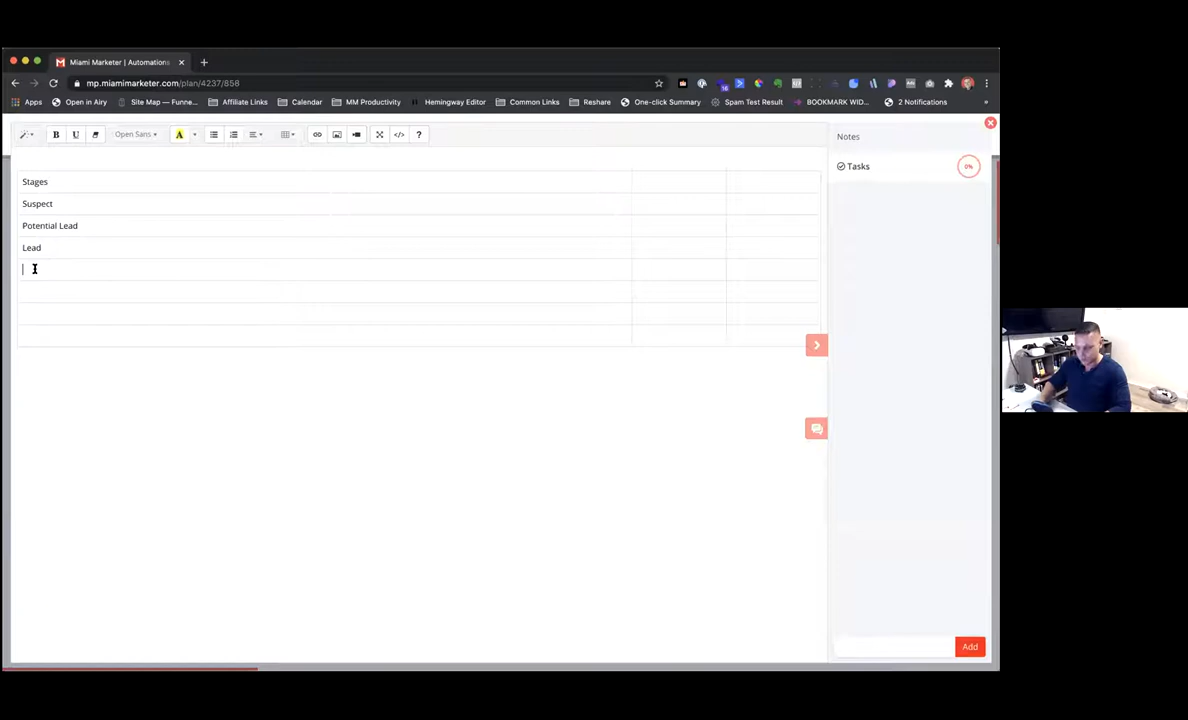 Miami Marketer | Automations
mp.miamimarketer.com/plan/4237/858
Apps Open in Airy Site Map — Funne... Affiliate Links Calendar MM Productivity Hemingway Editor Common Links Reshare One-click Summary Spam Test Result BOOKMARK WID... 2 Notifications »
B U Open Sans A </> ?
Notes
Tasks 0%
Stages
Suspect
Potential Lead
Lead
Add